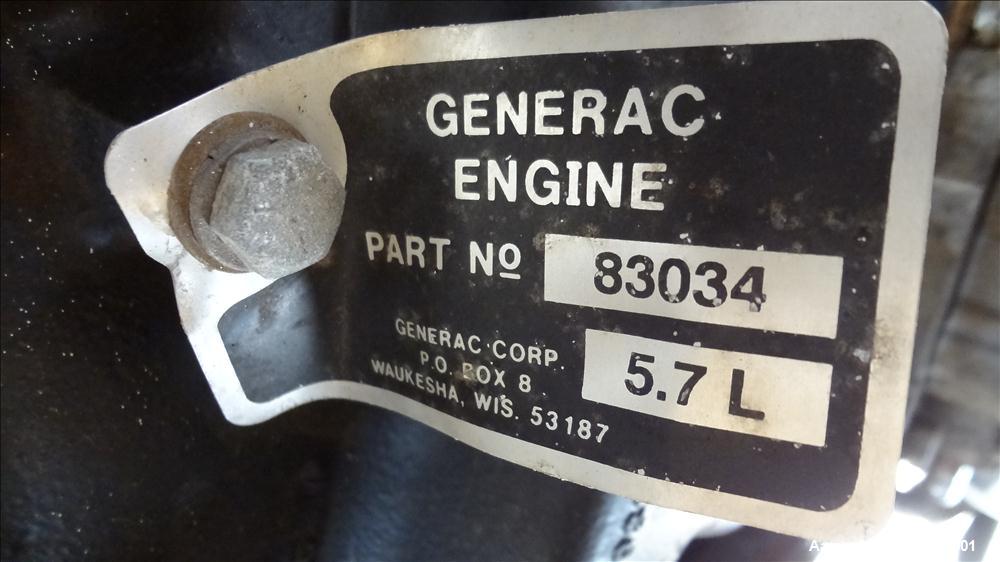 GENERAC
ENGINE
PART Nº 83034
5.7 L
GENERAC CORP.
P.O. BOX 8
WAUKESHA, WIS. 53187